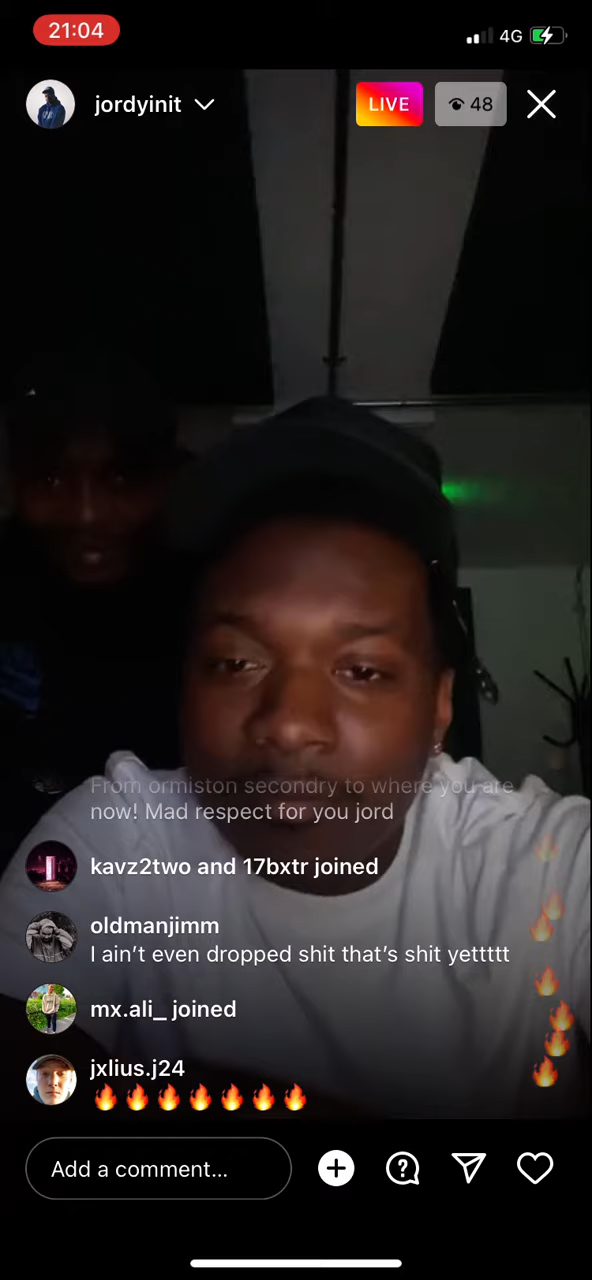 21:04
4G
jordyinit
LIVE
48
From ormiston secondry to where you are
now! Mad respect for you jord
kavz2two and 17bxtr joined
oldmanjimm
I ain’t even dropped shit that’s shit yettttt
mx.ali_ joined
jxlius.j24
🔥🔥🔥🔥🔥🔥🔥
Add a comment...